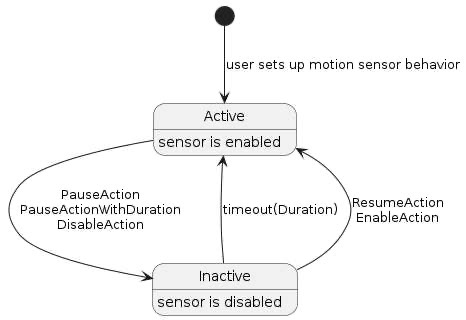 user sets up motion sensor behavior
Active
sensor is enabled
PauseAction
PauseActionWithDuration
DisableAction
timeout(Duration)
ResumeAction
EnableAction
Inactive
sensor is disabled